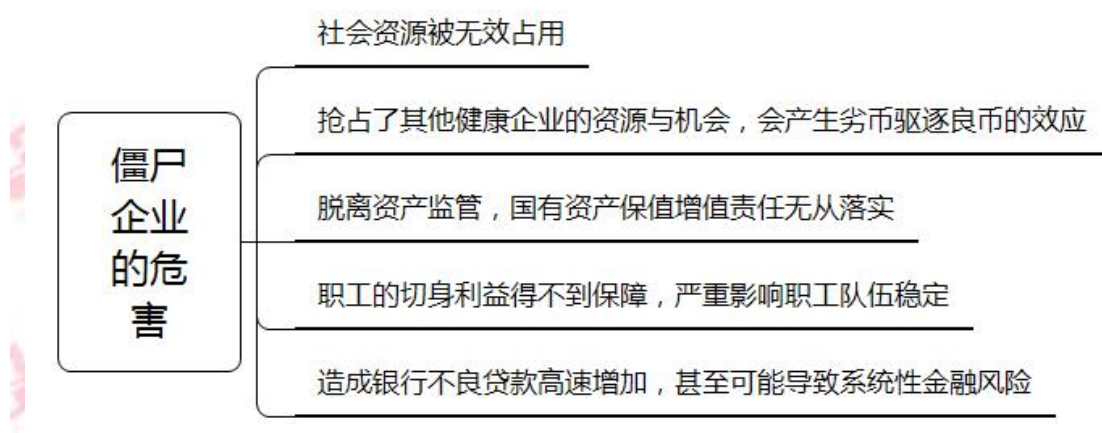 社会资源被无效占用
抢占了其他健康企业的资源与机会，会产生劣币驱逐良币的效应
僵尸
企业
的危
害
脱离资产监管，国有资产保值增值责任无从落实
职工的切身利益得不到保障，严重影响职工队伍稳定
造成银行不良贷款高速增加，甚至可能导致系统性金融风险